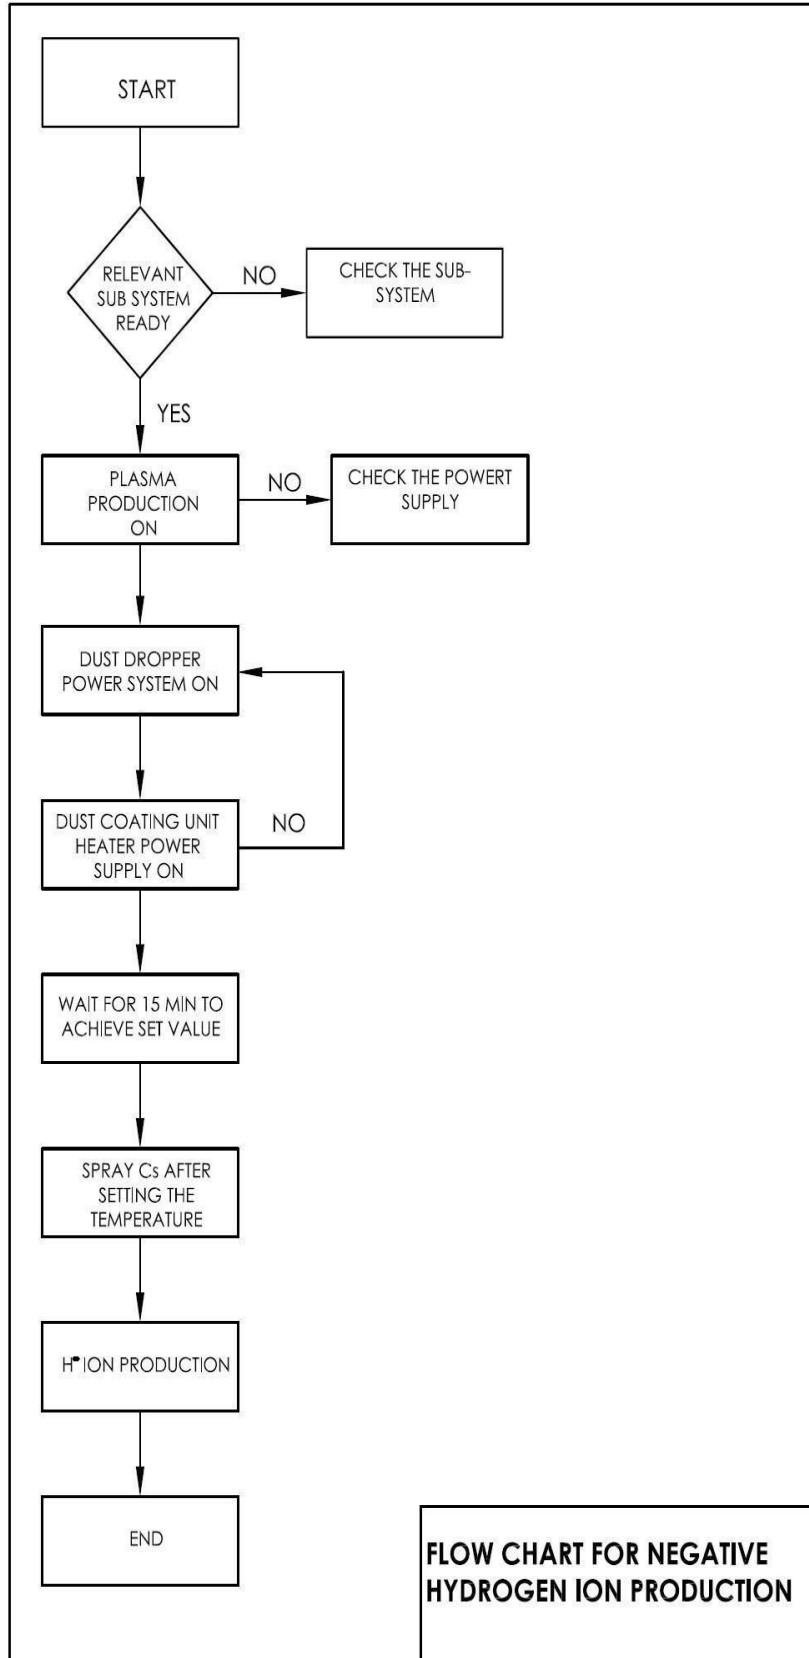 START
RELEVANT
SUB SYSTEM
READY
NO
CHECK THE SUB-
SYSTEM
YES
PLASMA
PRODUCTION
ON
NO
CHECK THE POWERT
SUPPLY
DUST DROPPER
POWER SYSTEM ON
DUST COATING UNIT
HEATER POWER
SUPPLY ON
NO
WAIT FOR 15 MIN TO
ACHIEVE SET VALUE
SPRAY Cs AFTER
SETTING THE
TEMPERATURE
H⁻ ION PRODUCTION
END
FLOW CHART FOR NEGATIVE
HYDROGEN ION PRODUCTION